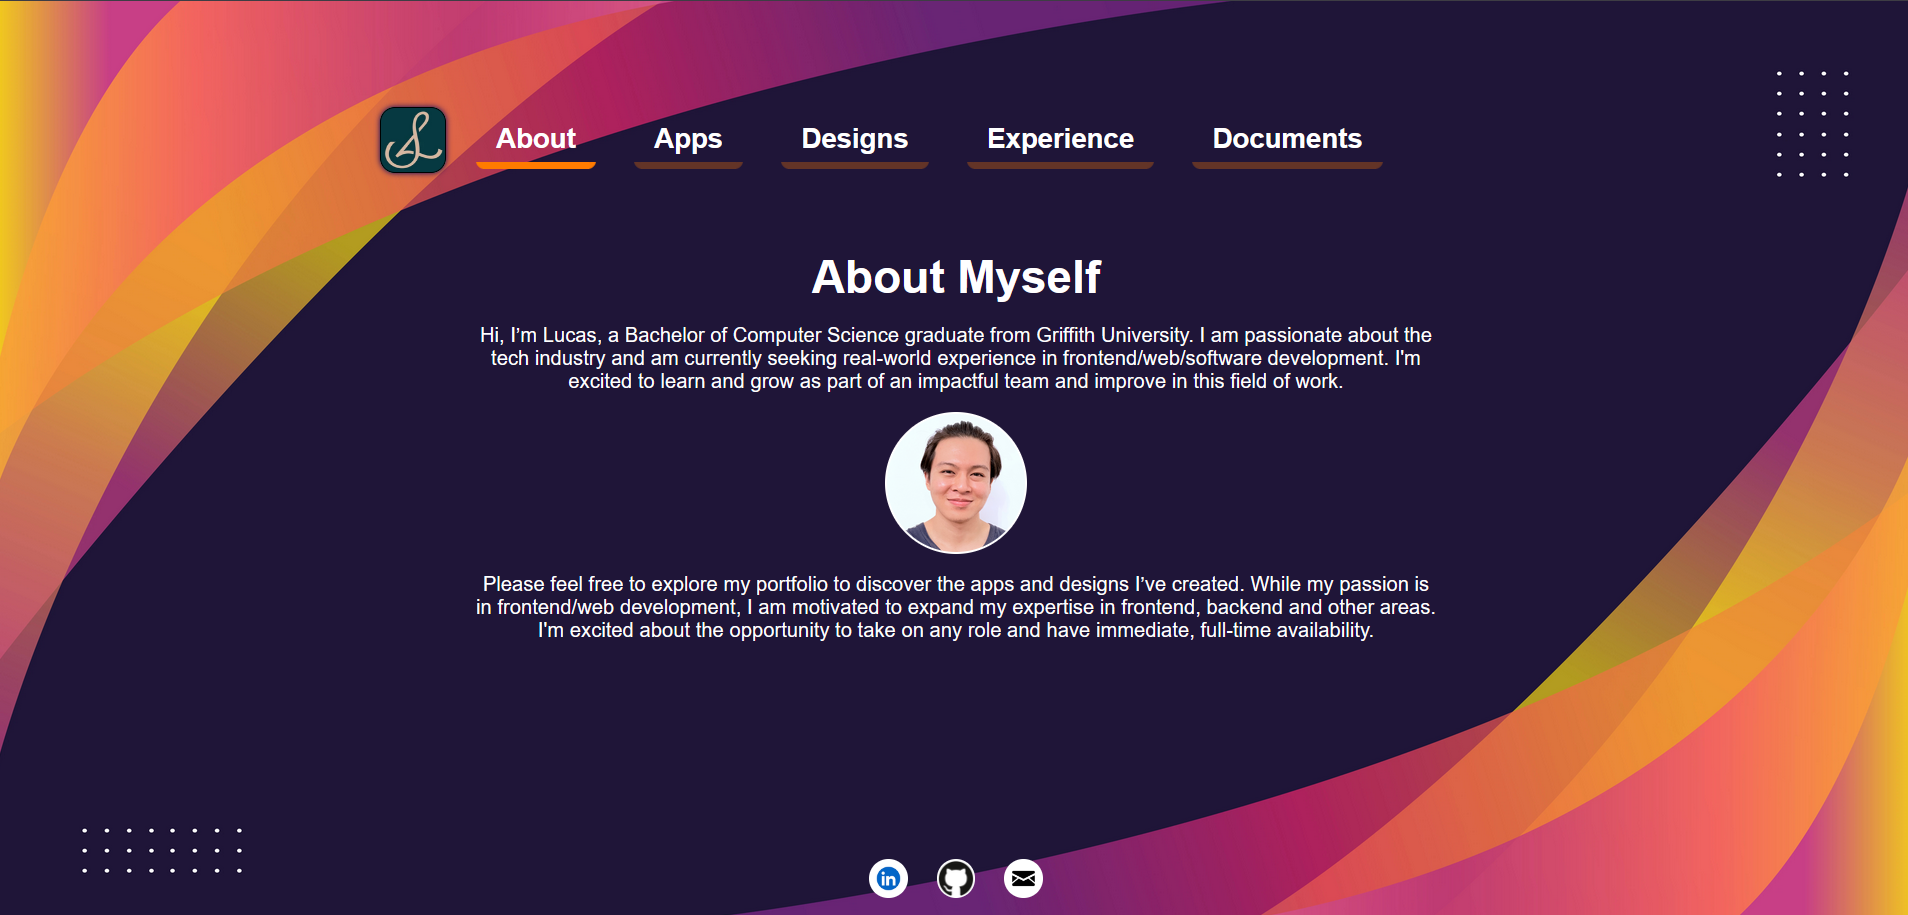 About Apps Designs Experience Documents
About Myself
Hi, I’m Lucas, a Bachelor of Computer Science graduate from Griffith University. I am passionate about the
tech industry and am currently seeking real-world experience in frontend/web/software development. I'm
excited to learn and grow as part of an impactful team and improve in this field of work.
Please feel free to explore my portfolio to discover the apps and designs I’ve created. While my passion is
in frontend/web development, I am motivated to expand my expertise in frontend, backend and other areas.
I'm excited about the opportunity to take on any role and have immediate, full-time availability.
in